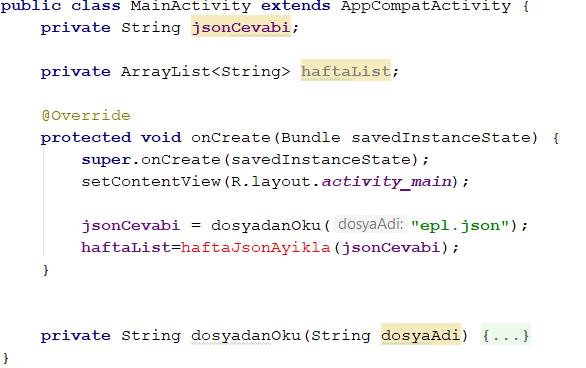 public class MainActivity extends AppCompatActivity {
    private String jsonCevabi;
    private ArrayList<String> haftaList;
    @Override
    protected void onCreate(Bundle savedInstanceState) {
        super.onCreate(savedInstanceState);
        setContentView(R.layout.activity_main);
        jsonCevabi = dosyadanOku( dosyaAdi: "epl.json");
        haftaList=haftaJsonAyikla(jsonCevabi);
    }
    private String dosyadanOku(String dosyaAdi) {...}
}